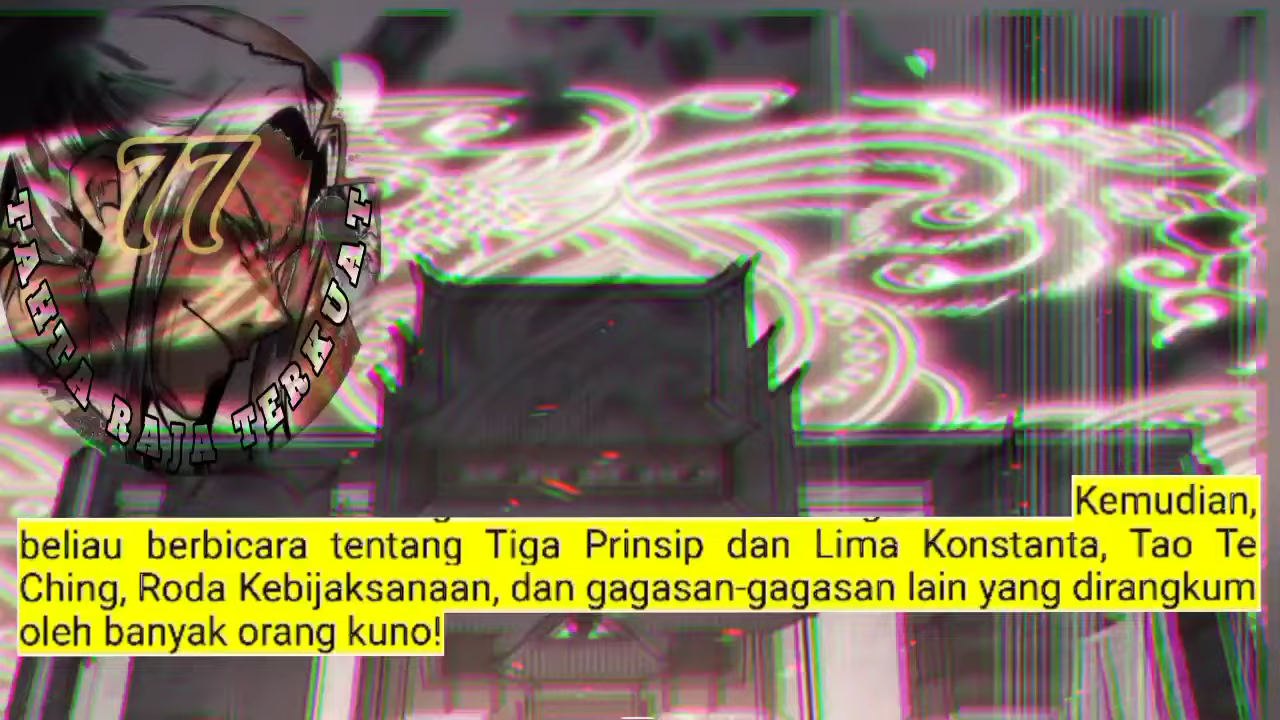 77
TAHTA RAJA TERKUAT
Kemudian,
beliau berbicara tentang Tiga Prinsip dan Lima Konstanta, Tao Te
Ching, Roda Kebijaksanaan, dan gagasan-gagasan lain yang dirangkum
oleh banyak orang kuno!